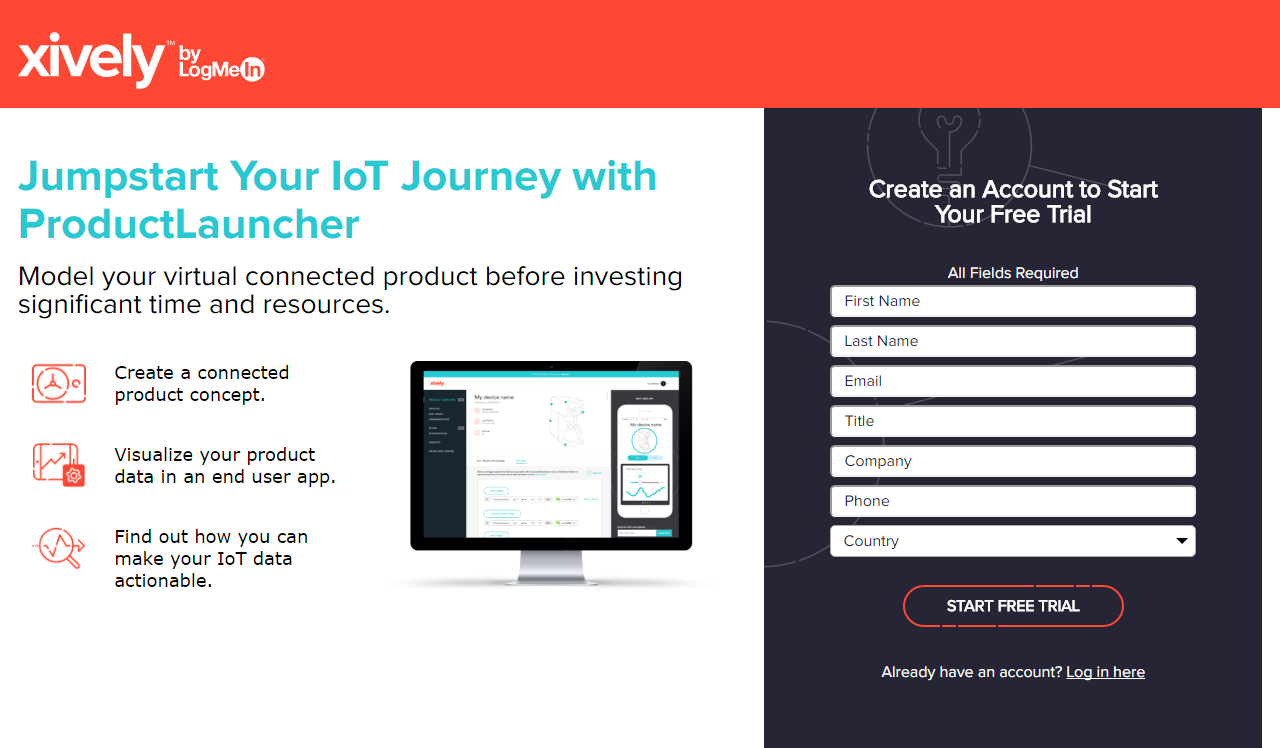 xively™ by
LogMeIn
Jumpstart Your IoT Journey with
ProductLauncher
Model your virtual connected product before investing
significant time and resources.
Create a connected
product concept.
Visualize your product
data in an end user app.
Find out how you can
make your IoT data
actionable.
xively
My device name
END USER APP
My device name
Create an Account to Start
Your Free Trial
All Fields Required
First Name
Last Name
Email
Title
Company
Phone
Country
START FREE TRIAL
Already have an account? Log in here